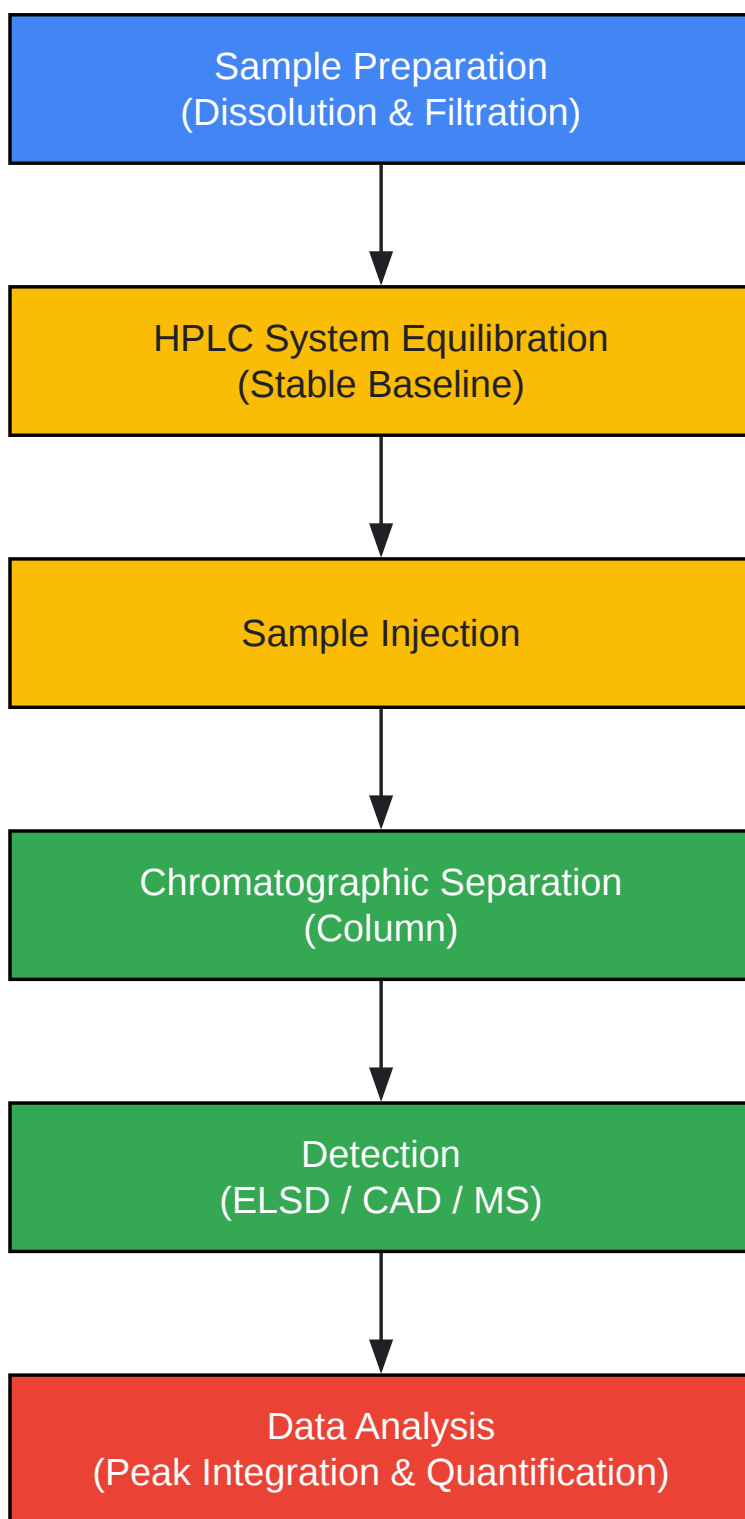 Sample Preparation
(Dissolution & Filtration)
HPLC System Equilibration
(Stable Baseline)
Sample Injection
Chromatographic Separation
(Column)
Detection
(ELSD / CAD / MS)
Data Analysis
(Peak Integration & Quantification)